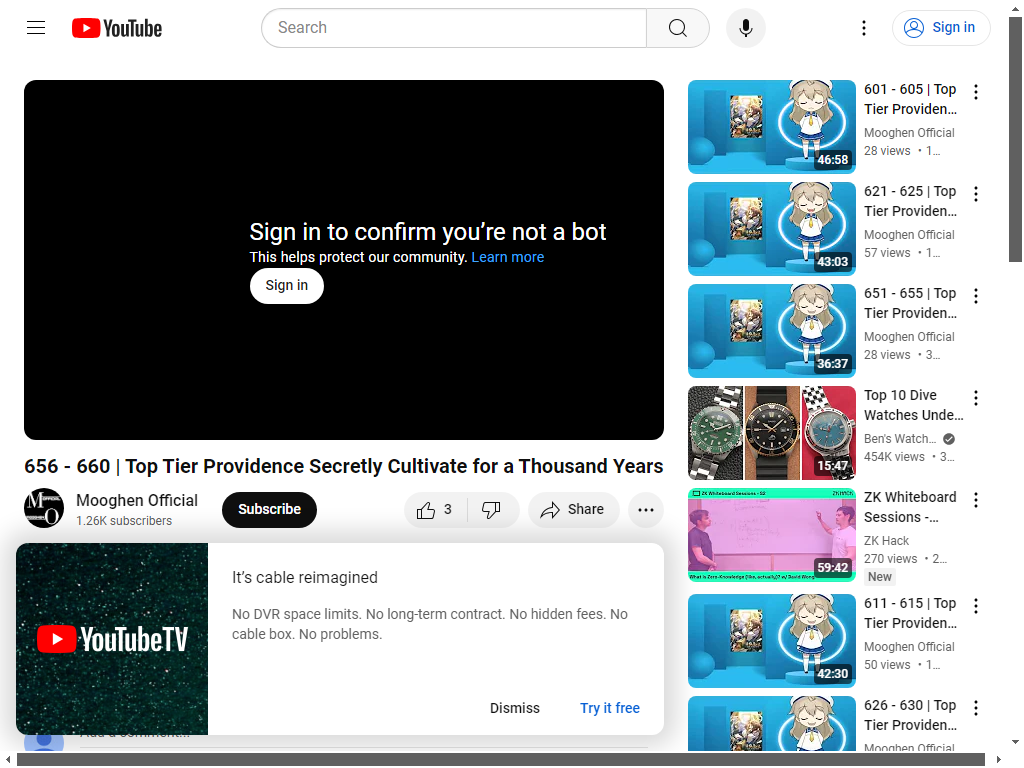 YouTube
Search
Sign in
Sign in to confirm you’re not a bot
This helps protect our community. Learn more
Sign in
656 - 660 | Top Tier Providence Secretly Cultivate for a Thousand Years
Mooghen Official
1.26K subscribers
Subscribe
3
Share
It’s cable reimagined
No DVR space limits. No long-term contract. No hidden fees. No
cable box. No problems.
YouTubeTV
Dismiss
Try it free
Add a comment...
601 - 605 | Top
Tier Providen…
Mooghen Official
28 views • 1…
46:58
621 - 625 | Top
Tier Providen…
Mooghen Official
57 views • 1…
43:03
651 - 655 | Top
Tier Providen…
Mooghen Official
28 views • 3…
36:37
Top 10 Dive
Watches Unde…
Ben's Watch…
454K views • 3…
15:47
ZK Whiteboard Sessions - S2
ZKHACK
What is Zero-Knowledge (like, actually)? w/ David Wong
59:42
ZK Whiteboard
Sessions -…
ZK Hack
270 views • 2…
New
611 - 615 | Top
Tier Providen…
Mooghen Official
50 views • 1…
42:30
626 - 630 | Top
Tier Providen…
Mooghen Official